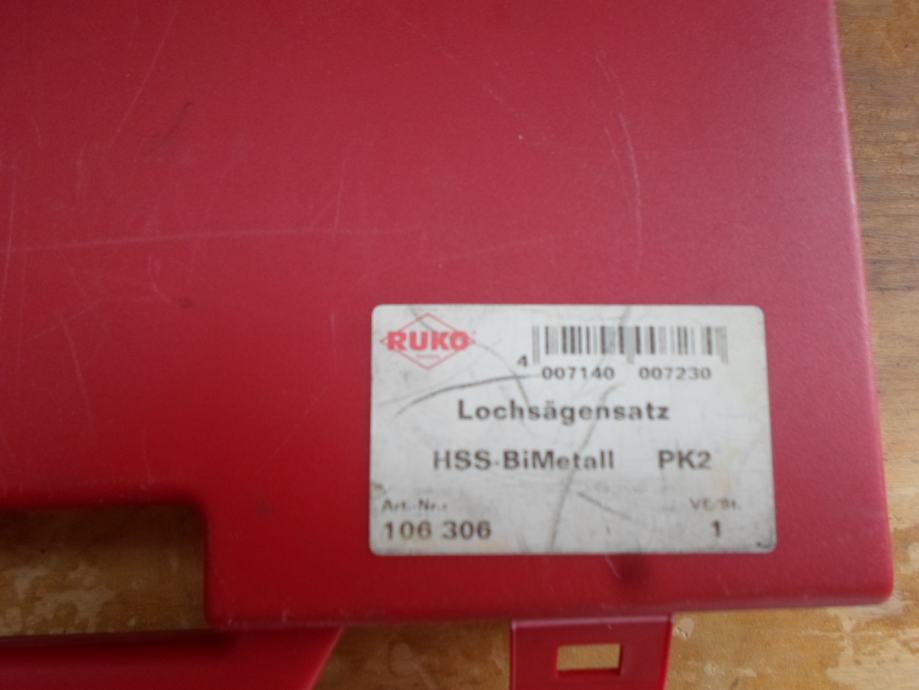 RUKO
4 007140 007230
Lochsägensatz
HSS-BiMetall PK2
Art.-Nr.: VE/St.
106 306 1